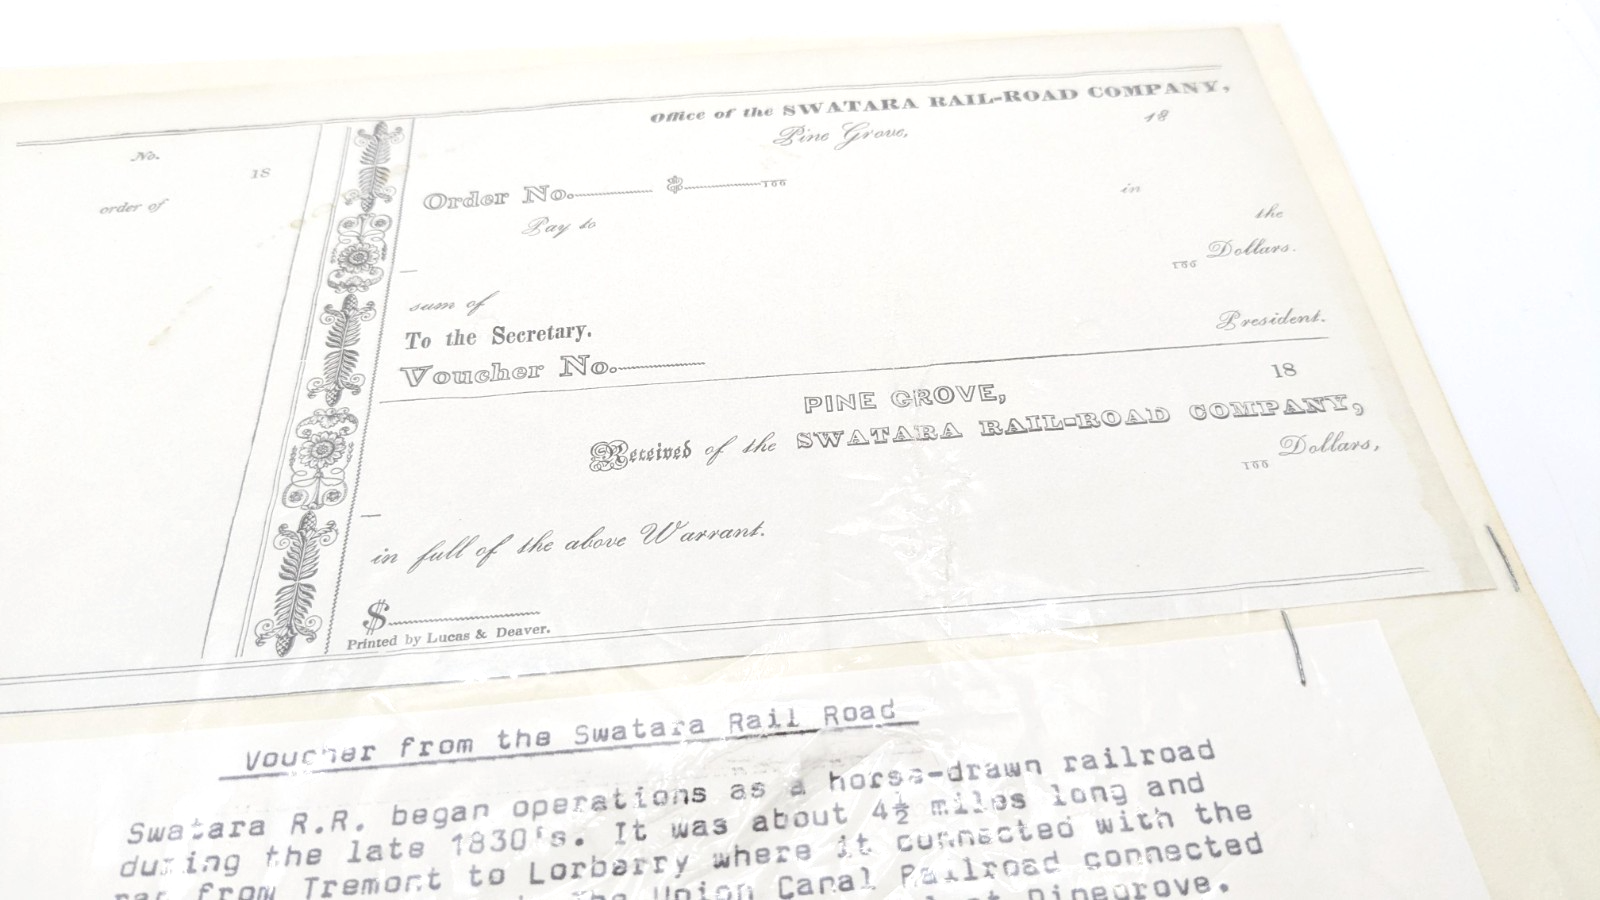 No.
18
order of
Office of the SWATARA RAIL-ROAD COMPANY,
Pine Grove, 18
Order No. $ 100
Pay to in
the
100 Dollars.
sum of
To the Secretary.
President.
Voucher No.
PINE GROVE, 18
Received of the SWATARA RAIL-ROAD COMPANY,
100 Dollars,
in full of the above Warrant.
$
Printed by Lucas & Deaver.
Voucher from the Swatara Rail Road
Swatara R.R. began operations as a horse-drawn railroad
during the late 1830's. It was about 4½ miles long and
ran from Tremont to Lorberry where it connected with the
Union Canal Railroad connected
at Pinegrove.